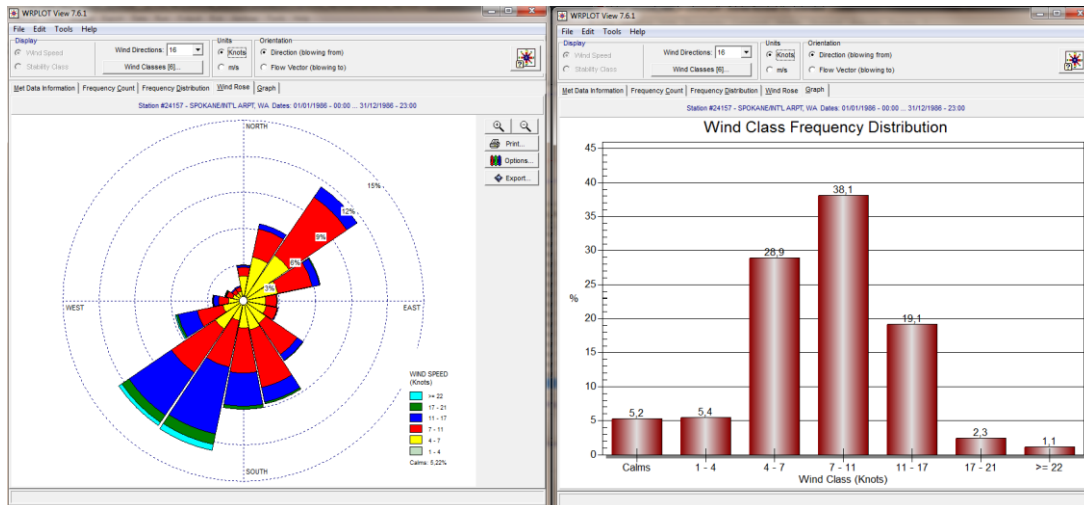 WRPLOT View 7.6.1
File Edit Tools Help
Display
Wind Speed
Stability Class
Wind Directions: 16
Wind Classes [6]...
Units
Knots
m/s
Orientation
Direction (blowing from)
Flow Vector (blowing to)
Met Data Information Frequency Count Frequency Distribution Wind Rose Graph
Station #24157 - SPOKANE/INT'L ARPT, WA Dates: 01/01/1986 - 00:00 ... 31/12/1986 - 23:00
Print...
Options...
Export...
NORTH
15%
12%
9%
6%
3%
WEST
EAST
SOUTH
WIND SPEED
(Knots)
>= 22
17 - 21
11 - 17
7 - 11
4 - 7
1 - 4
Calms: 5,22%
WRPLOT View 7.6.1
File Edit Tools Help
Display
Wind Speed
Stability Class
Wind Directions: 16
Wind Classes [6]...
Units
Knots
m/s
Orientation
Direction (blowing from)
Flow Vector (blowing to)
Met Data Information Frequency Count Frequency Distribution Wind Rose Graph
Station #24157 - SPOKANE/INT'L ARPT, WA Dates: 01/01/1986 - 00:00 ... 31/12/1986 - 23:00
Wind Class Frequency Distribution
45
40
35
30
25
20
15
10
5
0
%
5,2
5,4
28,9
38,1
19,1
2,3
1,1
Calms 1 - 4 4 - 7 7 - 11 11 - 17 17 - 21 >= 22
Wind Class (Knots)